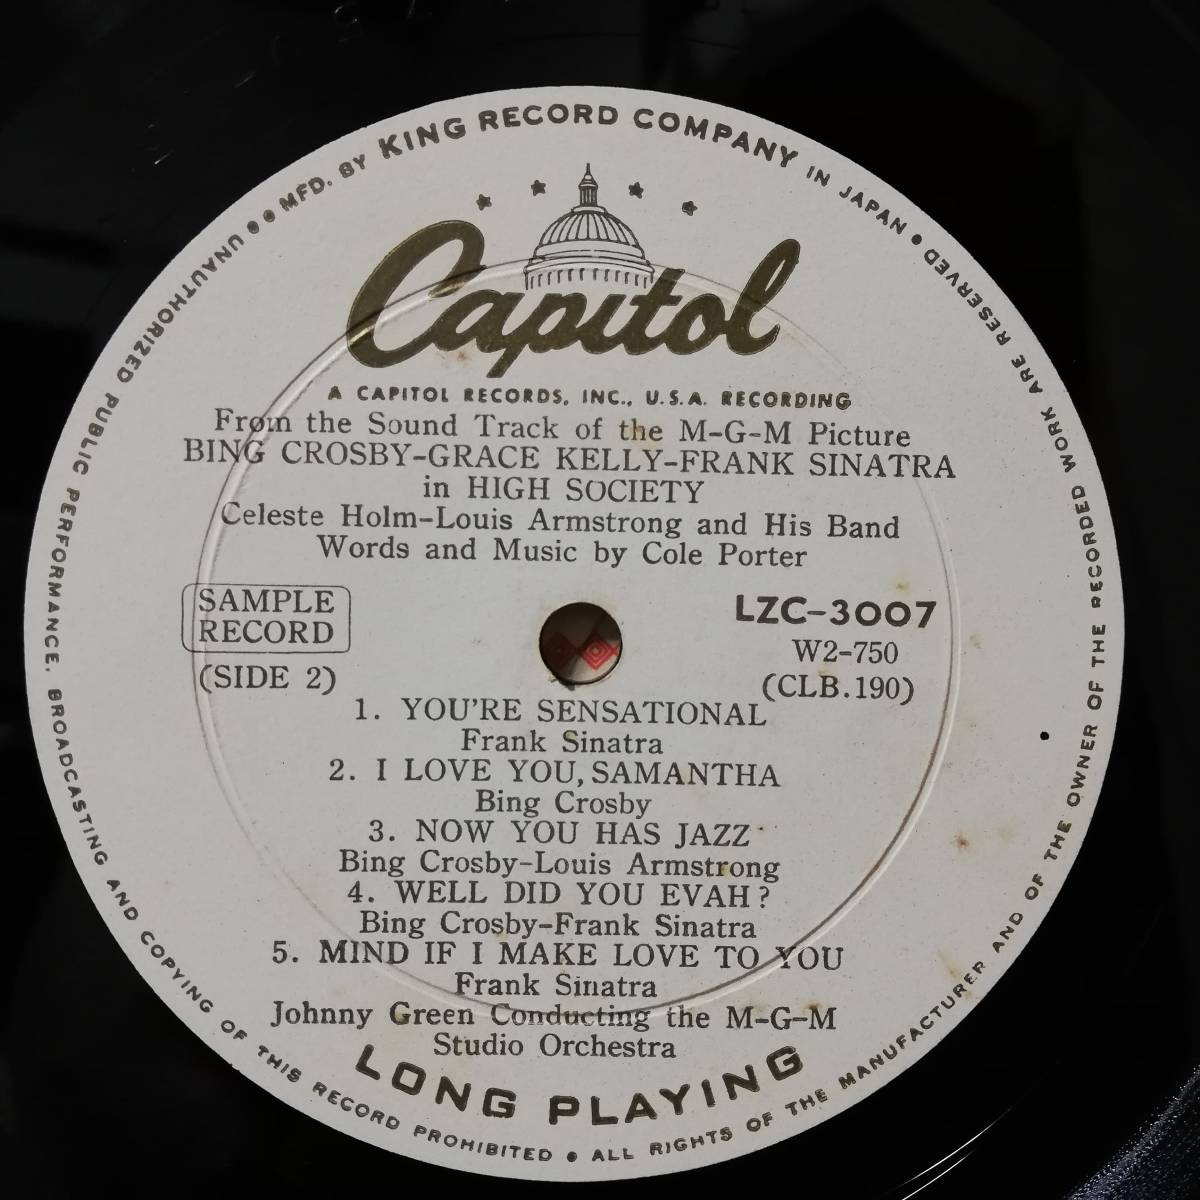 ● MFD. BY KING RECORD COMPANY IN JAPAN ● ALL RIGHTS OF THE MANUFACTURER AND OF THE OWNER OF THE RECORDED WORK ARE RESERVED
● UNAUTHORIZED PUBLIC PERFORMANCE, BROADCASTING AND COPYING OF THIS RECORD PROHIBITED
Capitol
A CAPITOL RECORDS, INC., U.S.A. RECORDING
From the Sound Track of the M-G-M Picture
BING CROSBY-GRACE KELLY-FRANK SINATRA
in HIGH SOCIETY
Celeste Holm-Louis Armstrong and His Band
Words and Music by Cole Porter
SAMPLE
RECORD
(SIDE 2)
LZC-3007
W2-750
(CLB.190)
1. YOU'RE SENSATIONAL
Frank Sinatra
2. I LOVE YOU, SAMANTHA
Bing Crosby
3. NOW YOU HAS JAZZ
Bing Crosby-Louis Armstrong
4. WELL DID YOU EVAH?
Bing Crosby-Frank Sinatra
5. MIND IF I MAKE LOVE TO YOU
Frank Sinatra
Johnny Green Conducting the M-G-M
Studio Orchestra
LONG PLAYING